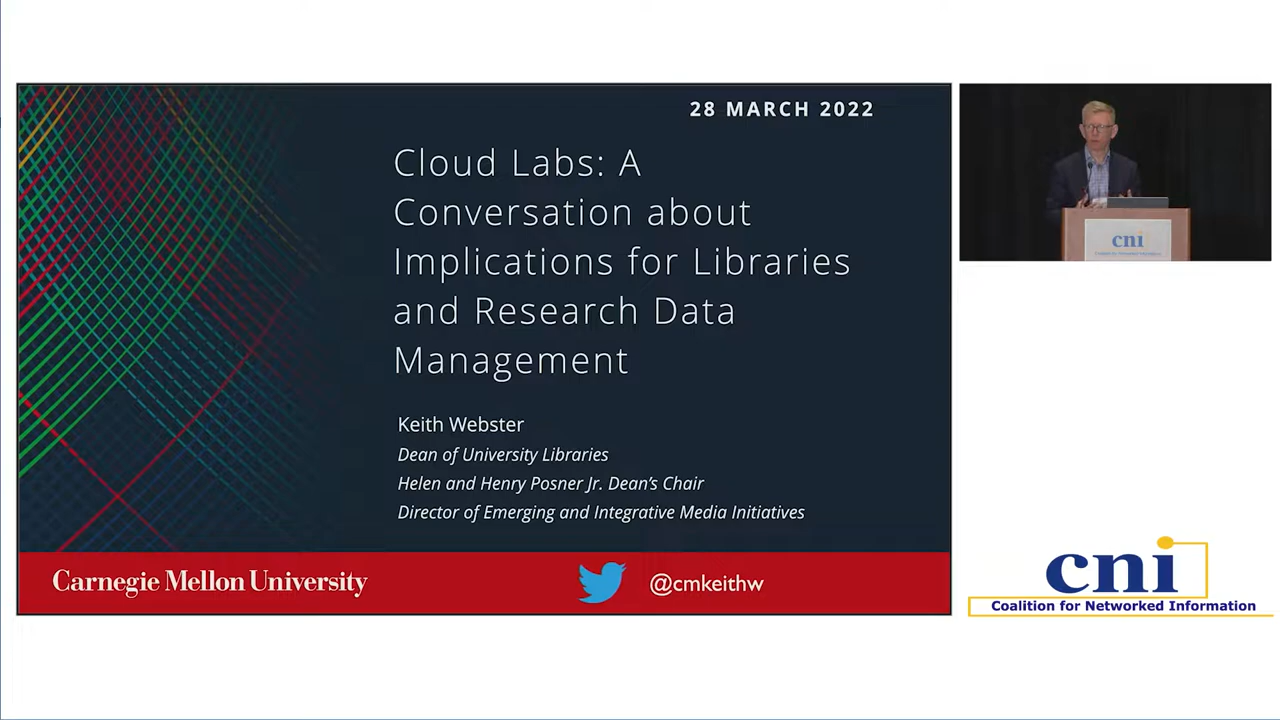 28 MARCH 2022
Cloud Labs: A
Conversation about
Implications for Libraries
and Research Data
Management
Keith Webster
Dean of University Libraries
Helen and Henry Posner Jr. Dean's Chair
Director of Emerging and Integrative Media Initiatives
Carnegie Mellon University
@cmkeithw
cni
cni
Coalition for Networked Information